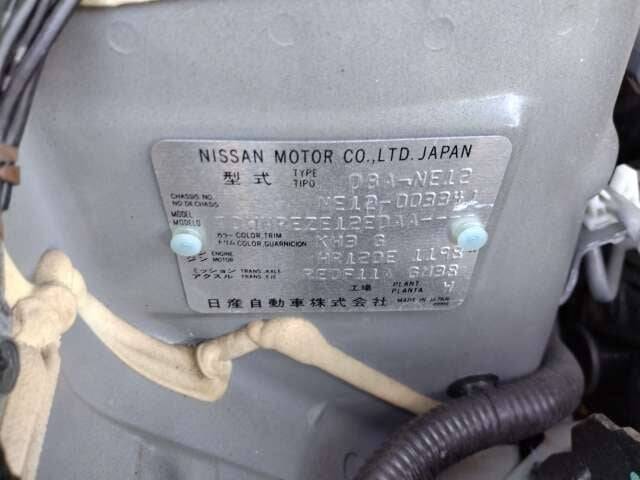 NISSAN MOTOR CO.,LTD. JAPAN
型式 TYPE TIPO DBA-NE12
CHASSIS NO. NO DE CHASIS NE12-003341
MODEL MODELO
カラー COLOR, TRIM
トリム COLOR, GUARNICION KH3 G
ENGINE MOTOR HR12DE 1198
ミッション TRANS. AXLE
アクスル TRANS. EJE RE0F11A GM38
工場 PLANT PLANTA
日産自動車株式会社 MADE IN JAPAN